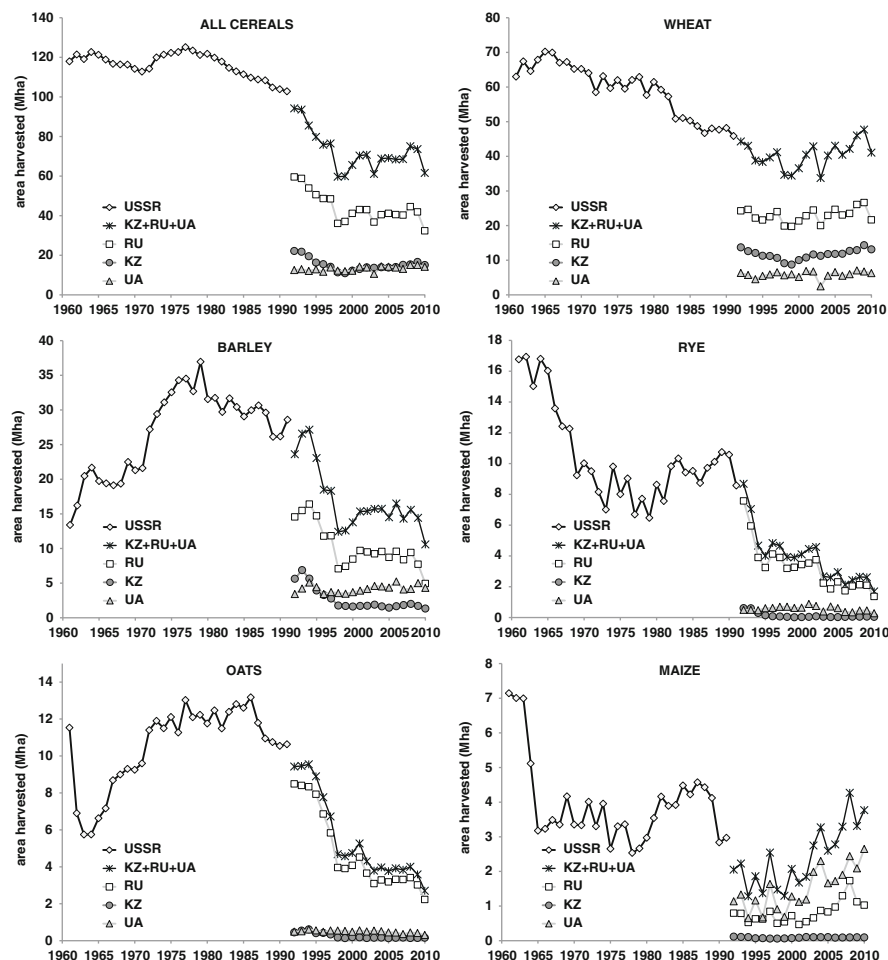 ALL CEREALS
area harvested (Mha)
140
120
100
80
60
40
20
0
USSR
KZ+RU+UA
RU
KZ
UA
1960 1965 1970 1975 1980 1985 1990 1995 2000 2005 2010
WHEAT
area harvested (Mha)
80
70
60
50
40
30
20
10
0
USSR
KZ+RU+UA
RU
KZ
UA
1960 1965 1970 1975 1980 1985 1990 1995 2000 2005 2010
BARLEY
area harvested (Mha)
40
35
30
25
20
15
10
5
0
USSR
KZ+RU+UA
RU
KZ
UA
1960 1965 1970 1975 1980 1985 1990 1995 2000 2005 2010
RYE
area harvested (Mha)
18
16
14
12
10
8
6
4
2
0
USSR
KZ+RU+UA
RU
KZ
UA
1960 1965 1970 1975 1980 1985 1990 1995 2000 2005 2010
OATS
area harvested (Mha)
14
12
10
8
6
4
2
0
USSR
KZ+RU+UA
RU
KZ
UA
1960 1965 1970 1975 1980 1985 1990 1995 2000 2005 2010
MAIZE
area harvested (Mha)
8
7
6
5
4
3
2
1
0
USSR
KZ+RU+UA
RU
KZ
UA
1960 1965 1970 1975 1980 1985 1990 1995 2000 2005 2010